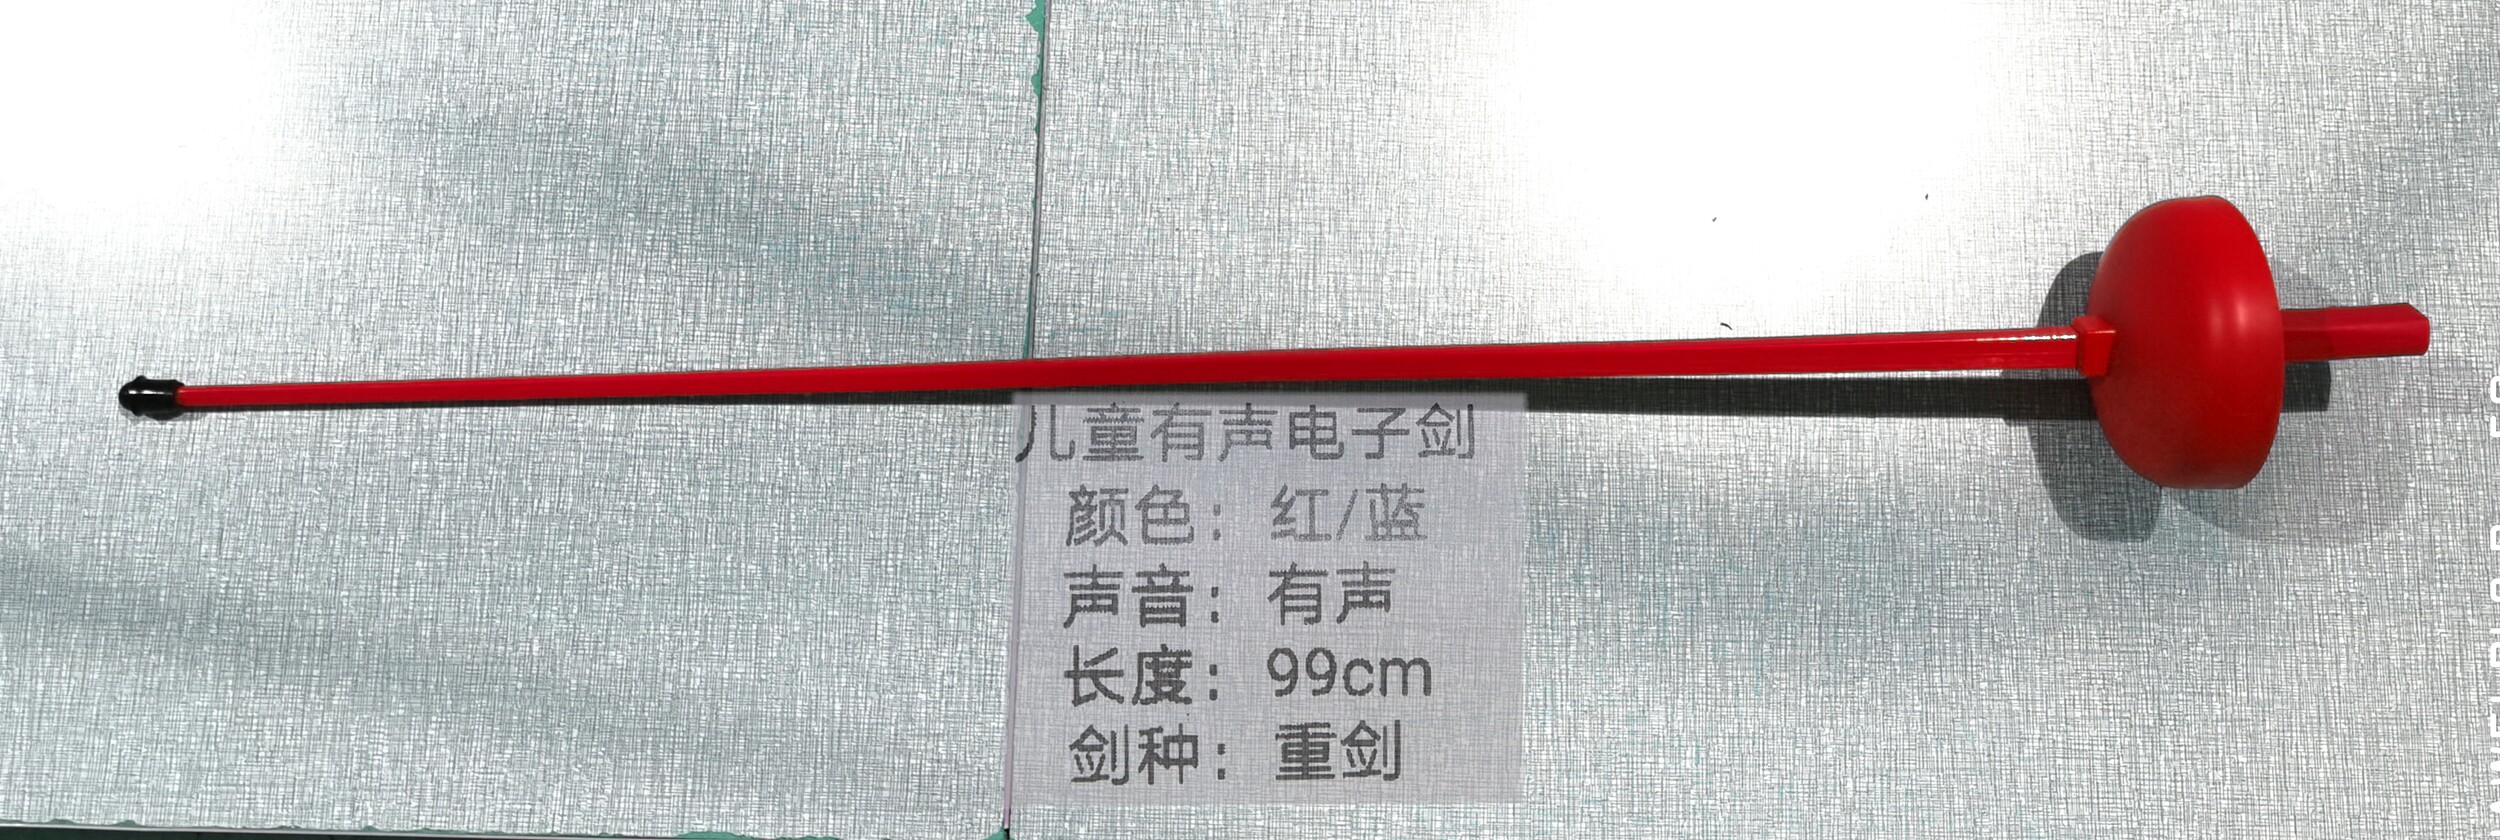 儿童有声电子剑
颜色：红/蓝
声音：有声
长度：99cm
剑种：重剑